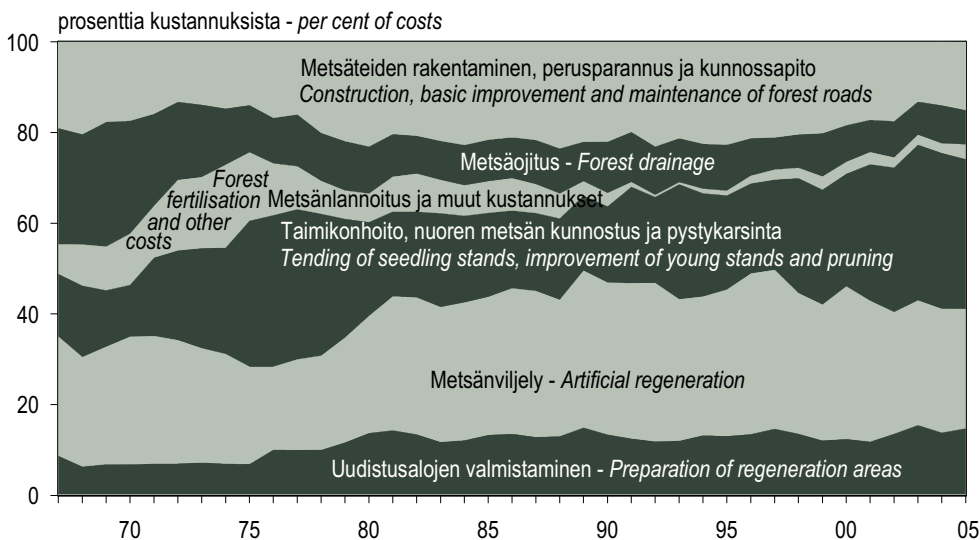 prosenttia kustannuksista - per cent of costs
100
80
60
40
20
0
Metsäteiden rakentaminen, perusparannus ja kunnossapito
Construction, basic improvement and maintenance of forest roads
Metsäojitus - Forest drainage
Forest
fertilisation
and other
costs
Metsänlannoitus ja muut kustannukset
Taimikonhoito, nuoren metsän kunnostus ja pystykarsinta
Tending of seedling stands, improvement of young stands and pruning
Metsänviljely - Artificial regeneration
Uudistusalojen valmistaminen - Preparation of regeneration areas
70 75 80 85 90 95 00 05